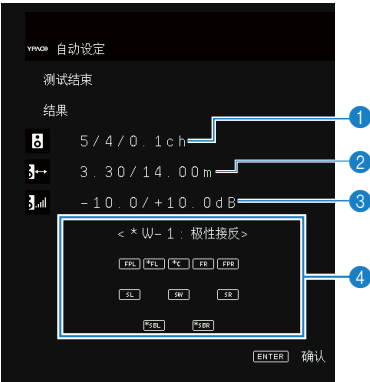 YPAO 自动设定
测试结束
结果
5/4/0.1ch
3.30/14.00m
-10.0/+10.0dB
<*W-1:极性接反>
FPL *FL *C FR FPR
SL SW SR
*SBL *SBR
ENTER 确认
1
2
3
4